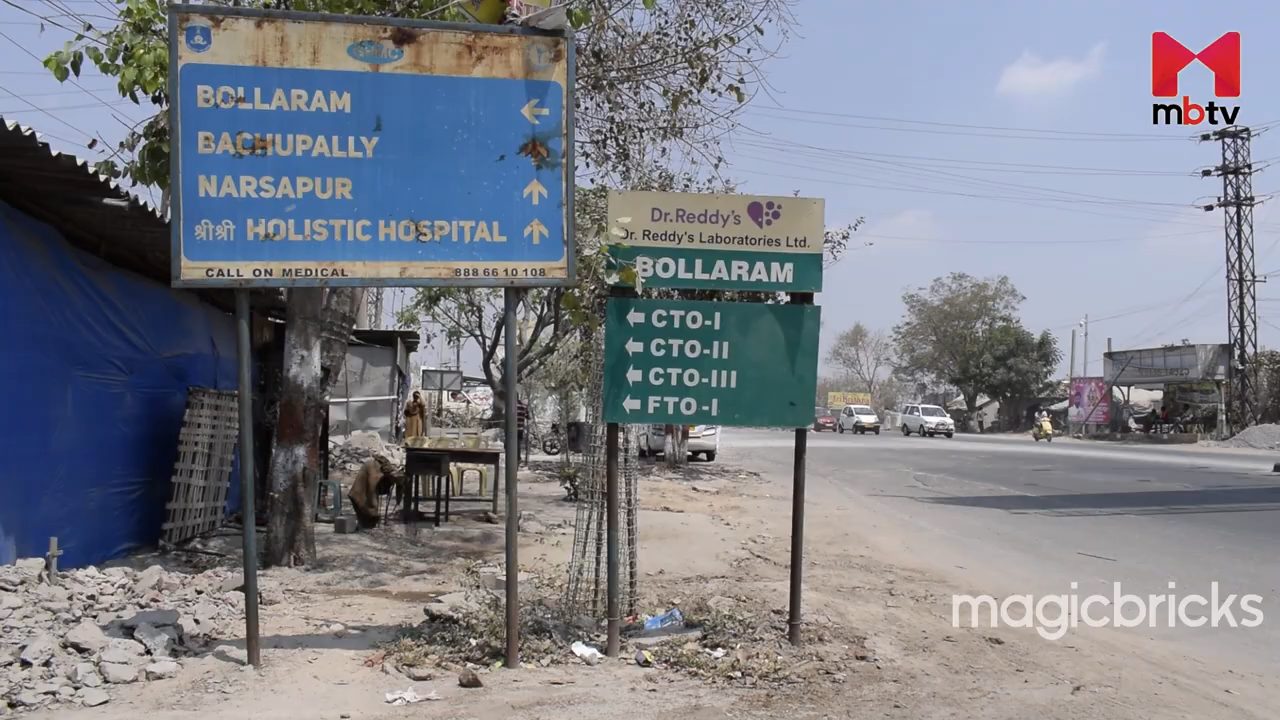 BOLLARAM ←
BACHUPALLY
NARSAPUR ↑
श्री श्री HOLISTIC HOSPITAL ↑
CALL ON MEDICAL 888 66 10 108
Dr.Reddy's
Dr. Reddy's Laboratories Ltd.
BOLLARAM
← CTO-I
← CTO-II
← CTO-III
← FTO-I
mbtv
magicbricks